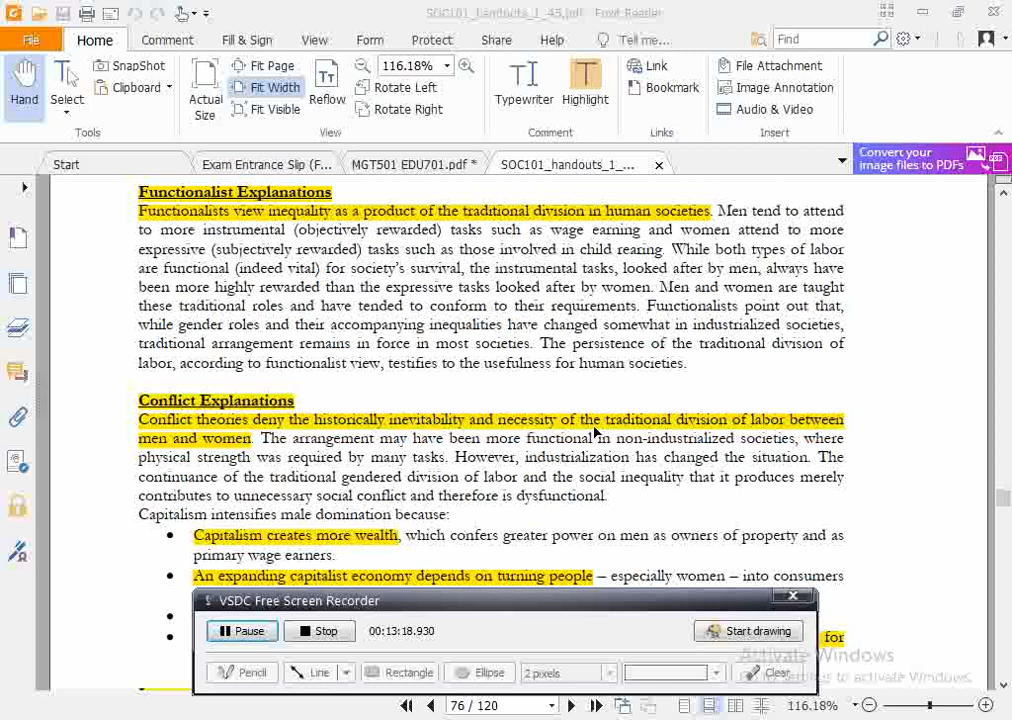 SOC101_handouts_1_45.pdf - Foxit Reader
File Home Comment Fill & Sign View Form Protect Share Help Tell me... Find
SnapShot Fit Page 116.18% Link File Attachment
Hand Select Clipboard Actual Size Fit Width Reflow Rotate Left Typewriter Highlight Bookmark Image Annotation
Fit Visible Rotate Right Audio & Video
Tools View Comment Links Insert
Start Exam Entrance Slip (F... MGT501 EDU701.pdf * SOC101_handouts_1_... Convert your image files to PDFs
Functionalist Explanations
Functionalists view inequality as a product of the traditional division in human societies. Men tend to attend
to more instrumental (objectively rewarded) tasks such as wage earning and women attend to more
expressive (subjectively rewarded) tasks such as those involved in child rearing. While both types of labor
are functional (indeed vital) for society's survival, the instrumental tasks, looked after by men, always have
been more highly rewarded than the expressive tasks looked after by women. Men and women are taught
these traditional roles and have tended to conform to their requirements. Functionalists point out that,
while gender roles and their accompanying inequalities have changed somewhat in industrialized societies,
traditional arrangement remains in force in most societies. The persistence of the traditional division of
labor, according to functionalist view, testifies to the usefulness for human societies.
Conflict Explanations
Conflict theories deny the historically inevitability and necessity of the traditional division of labor between
men and women. The arrangement may have been more functional in non-industrialized societies, where
physical strength was required by many tasks. However, industrialization has changed the situation. The
continuance of the traditional gendered division of labor and the social inequality that it produces merely
contributes to unnecessary social conflict and therefore is dysfunctional.
Capitalism intensifies male domination because:
• Capitalism creates more wealth, which confers greater power on men as owners of property and as
primary wage earners.
• An expanding capitalist economy depends on turning people – especially women – into consumers
VSDC Free Screen Recorder
•
Pause Stop 00:13:18.930 Start drawing
• for
Activate Windows
Pencil Line Rectangle Ellipse 2 pixels Clear
to activate Windows.
76 / 120 116.18%